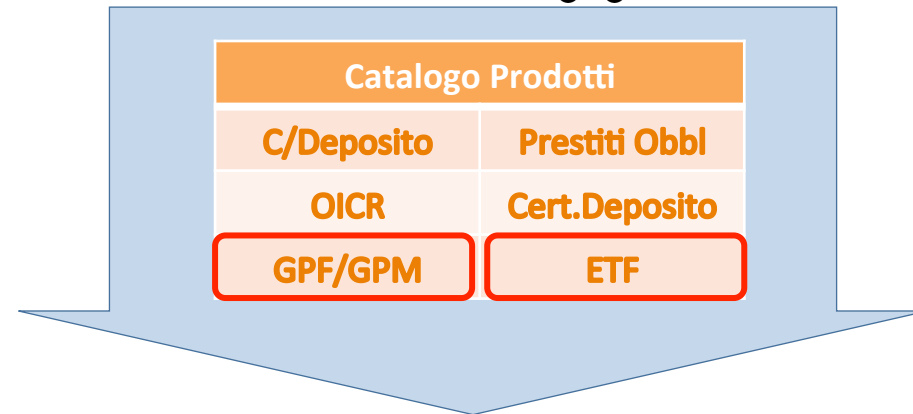 Catalogo Prodotti
C/Deposito Prestiti Obbl
OICR Cert.Deposito
GPF/GPM ETF